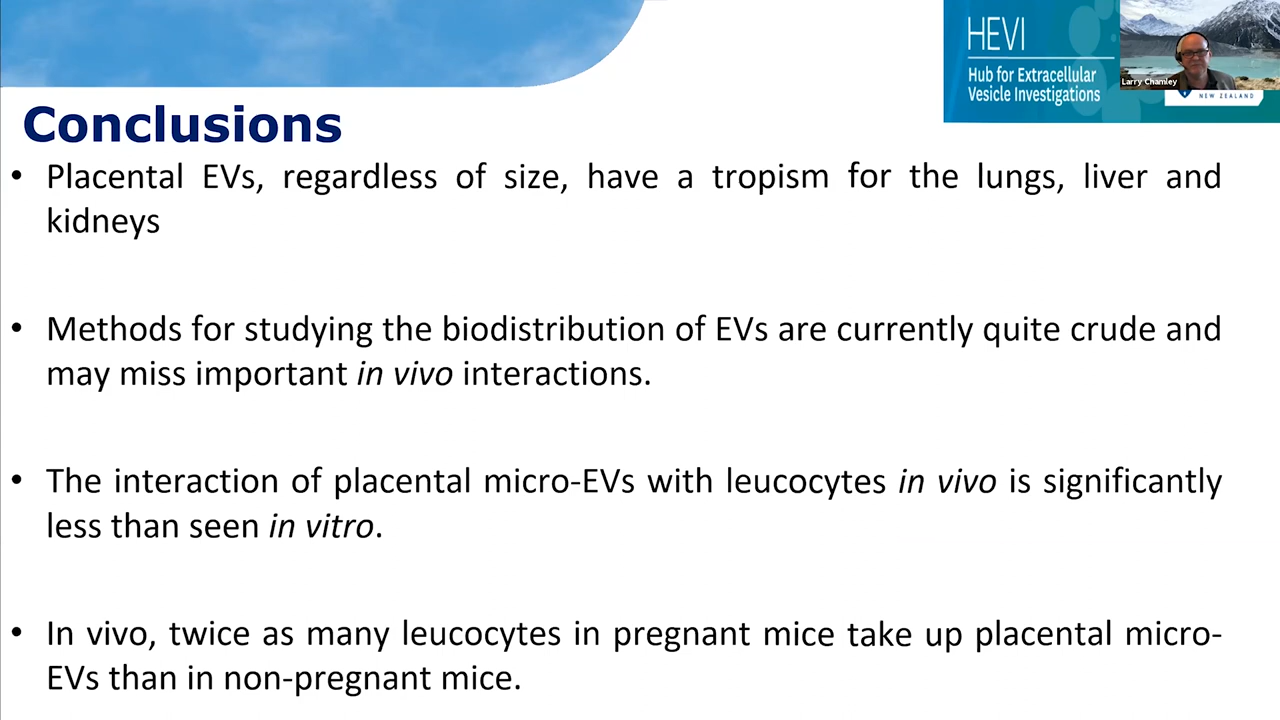 HEVI
Hub for Extracellular
Vesicle Investigations
Larry Chamley
NEW ZEALAND
Conclusions
• Placental EVs, regardless of size, have a tropism for the lungs, liver and
kidneys
• Methods for studying the biodistribution of EVs are currently quite crude and
may miss important in vivo interactions.
• The interaction of placental micro-EVs with leucocytes in vivo is significantly
less than seen in vitro.
• In vivo, twice as many leucocytes in pregnant mice take up placental micro-
EVs than in non-pregnant mice.